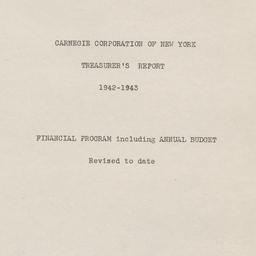 CARNEGIE CORPORATION OF NEW YORK
TREASURER'S REPORT
1942-1943
FINANCIAL PROGRAM including ANNUAL BUDGET
Revised to date